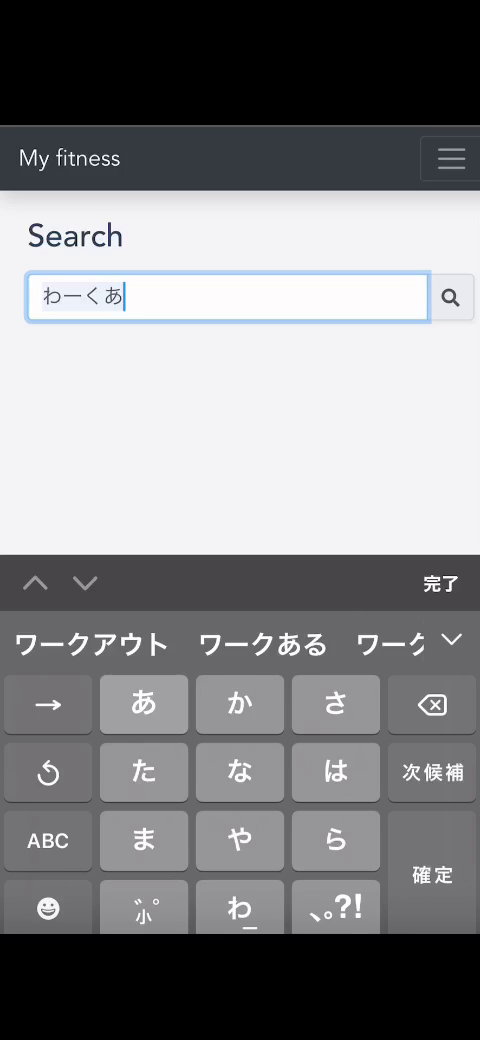 My fitness
Search
わーくあ
完了
ワークアウト ワークある ワーク
→ あ か さ
た な は 次候補
ABC ま や ら 確定
゛゜小 わ 、。?!